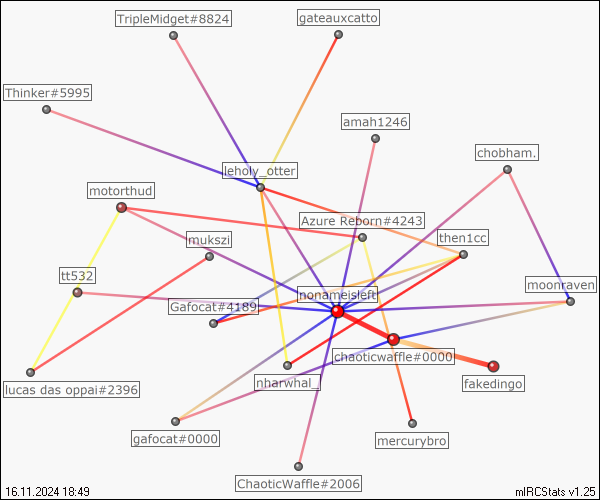 TripleMidget#8824
gateauxcatto
Thinker#5995
amah1246
chobham.
leholy_otter
motorthud
Azure Reborn#4243
mukszi
then1cc
tt532
moonraven
nonameisleft
Gafocat#4189
chaoticwaffle#0000
nharwhal_
fakedingo
lucas das oppai#2396
gafocat#0000
mercurybro
ChaoticWaffle#2006
16.11.2024 18:49
mIRCStats v1.25